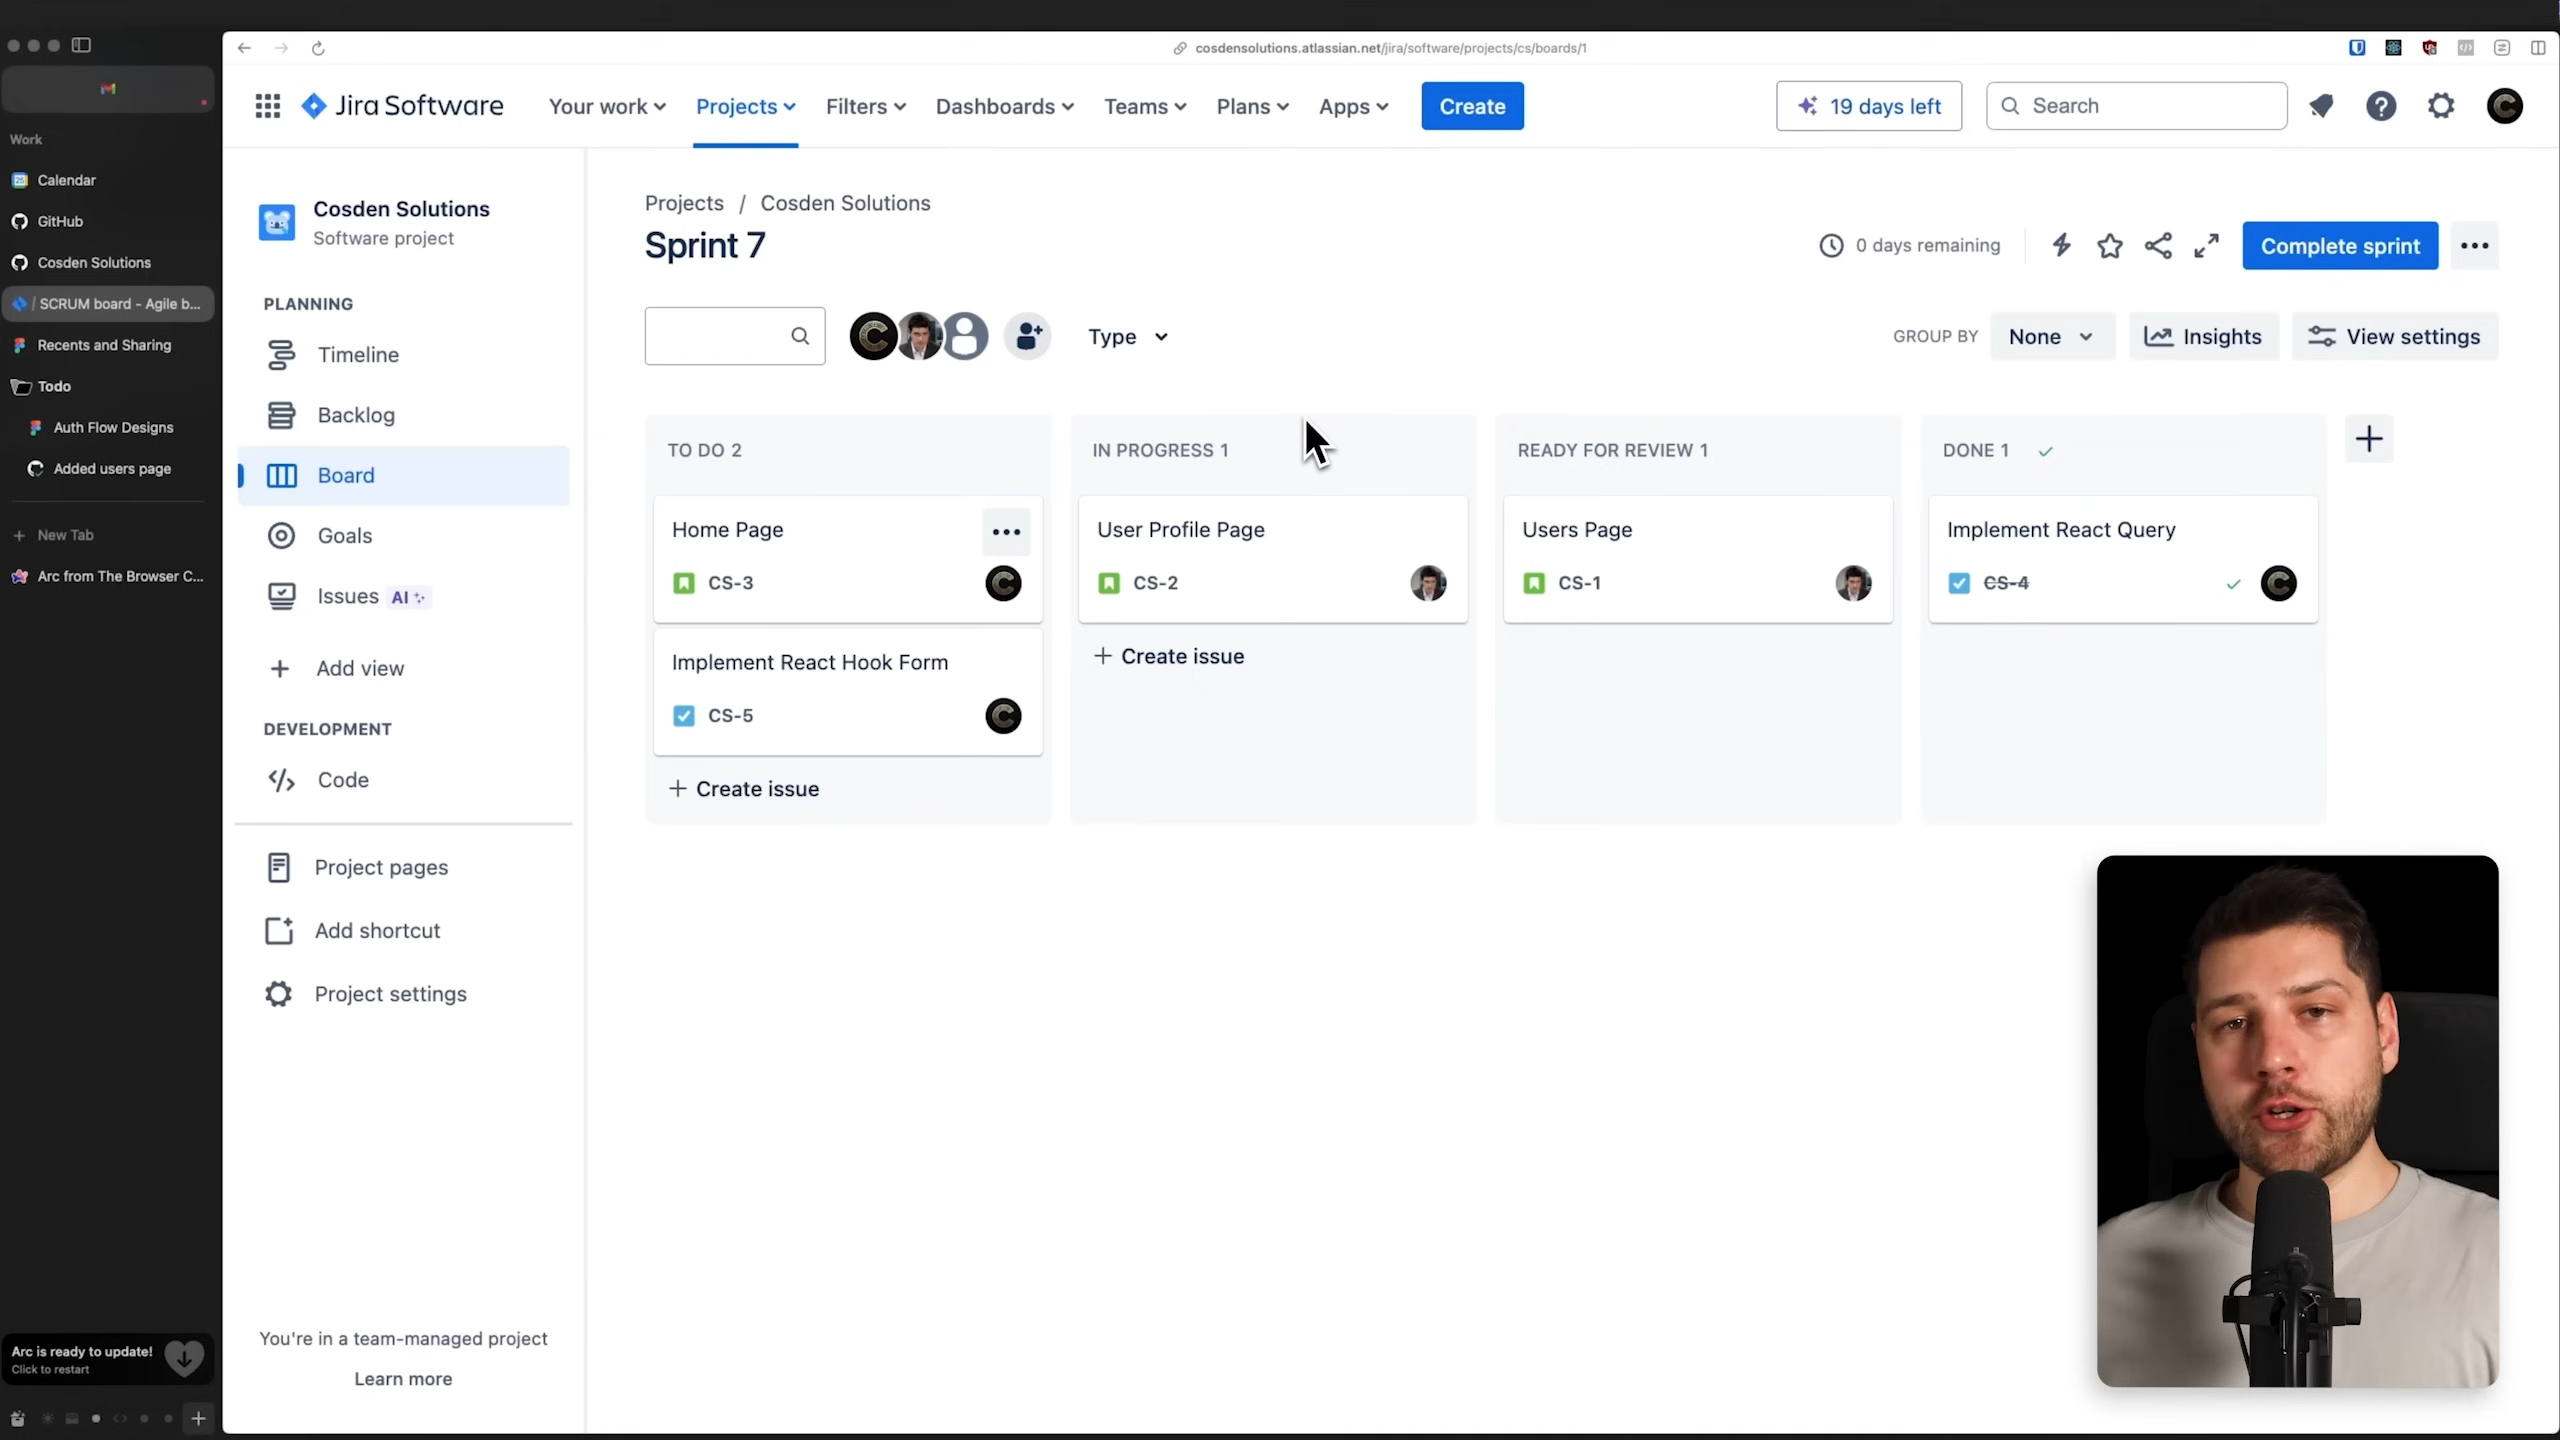 cosdensolutions.atlassian.net/jira/software/projects/cs/boards/1
Work
Calendar
GitHub
Cosden Solutions
/ SCRUM board - Agile b...
Recents and Sharing
Todo
Auth Flow Designs
Added users page
+ New Tab
Arc from The Browser C...
Arc is ready to update!
Click to restart
Jira Software
Your work
Projects
Filters
Dashboards
Teams
Plans
Apps
Create
19 days left
Search
Cosden Solutions
Software project
PLANNING
Timeline
Backlog
Board
Goals
Issues AI
+ Add view
DEVELOPMENT
Code
Project pages
Add shortcut
Project settings
You're in a team-managed project
Learn more
Projects / Cosden Solutions
Sprint 7
0 days remaining
Complete sprint
Type
GROUP BY
None
Insights
View settings
TO DO 2
Home Page
CS-3
Implement React Hook Form
CS-5
+ Create issue
IN PROGRESS 1
User Profile Page
CS-2
+ Create issue
READY FOR REVIEW 1
Users Page
CS-1
DONE 1
Implement React Query
CS-4